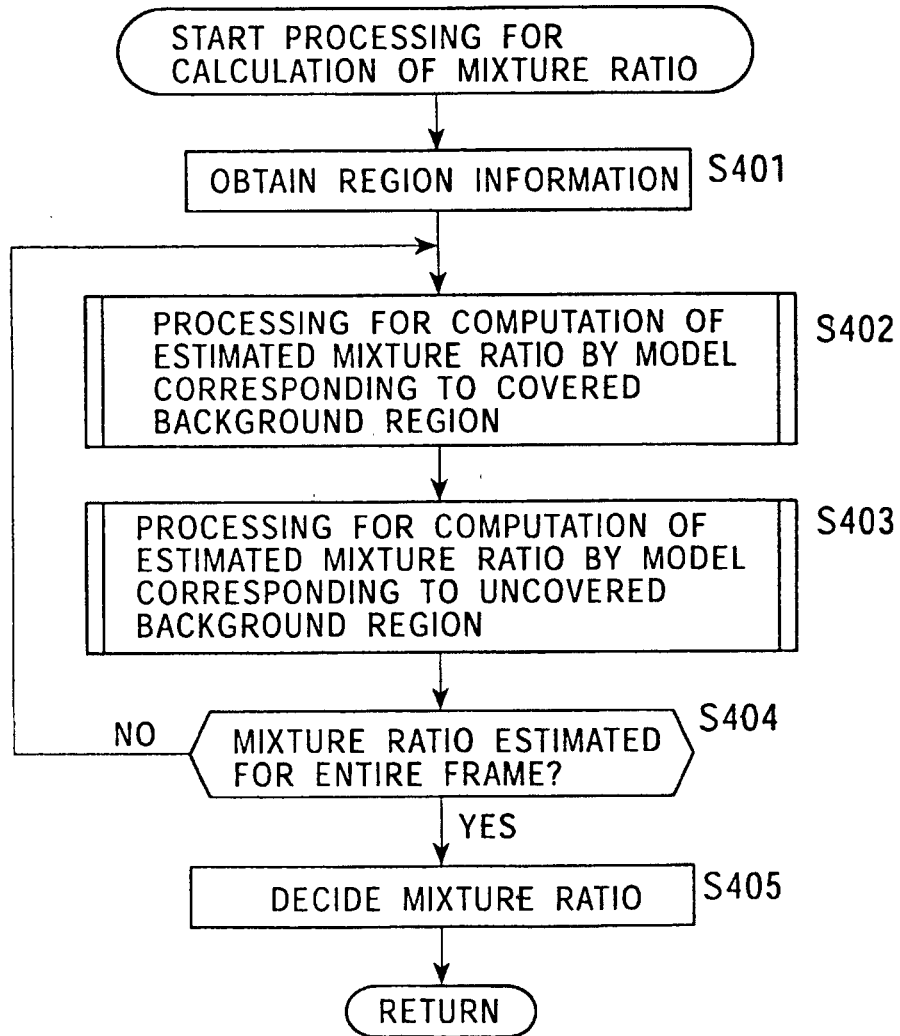 START PROCESSING FOR
CALCULATION OF MIXTURE RATIO
OBTAIN REGION INFORMATION
S401
PROCESSING FOR COMPUTATION OF
ESTIMATED MIXTURE RATIO BY MODEL
CORRESPONDING TO COVERED
BACKGROUND REGION
S402
PROCESSING FOR COMPUTATION OF
ESTIMATED MIXTURE RATIO BY MODEL
CORRESPONDING TO UNCOVERED
BACKGROUND REGION
S403
NO
MIXTURE RATIO ESTIMATED
FOR ENTIRE FRAME?
S404
YES
DECIDE MIXTURE RATIO
S405
RETURN